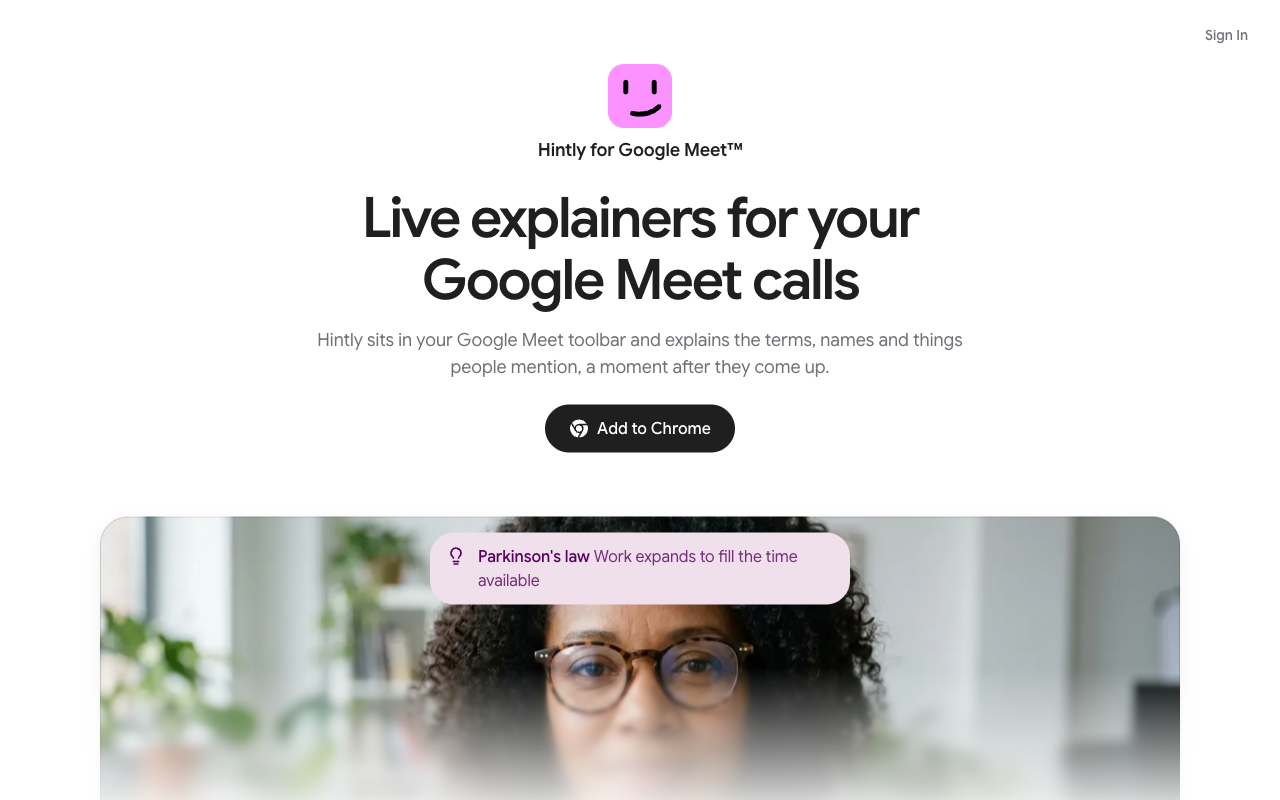 Sign In
Hintly for Google Meet™
Live explainers for your
Google Meet calls
Hintly sits in your Google Meet toolbar and explains the terms, names and things
people mention, a moment after they come up.
Add to Chrome
Parkinson's law Work expands to fill the time
available